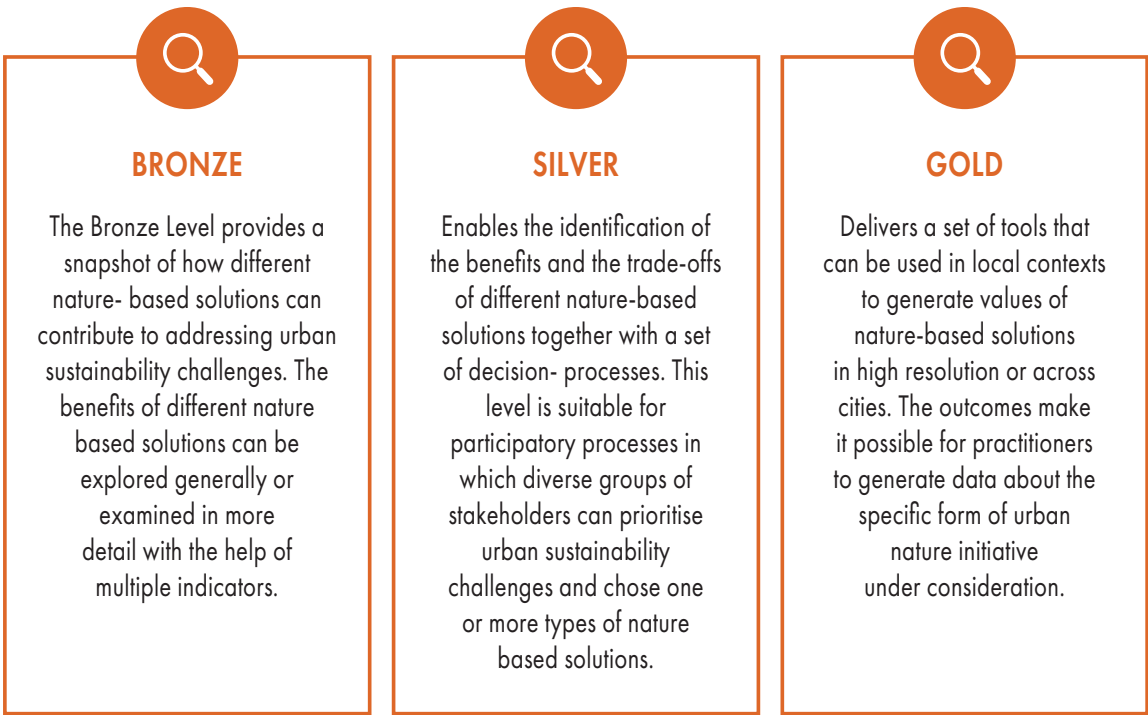 BRONZE
The Bronze Level provides a
snapshot of how different
nature- based solutions can
contribute to addressing urban
sustainability challenges. The
benefits of different nature
based solutions can be
explored generally or
examined in more
detail with the help of
multiple indicators.
SILVER
Enables the identification of
the benefits and the trade-offs
of different nature-based
solutions together with a set
of decision- processes. This
level is suitable for
participatory processes in
which diverse groups of
stakeholders can prioritise
urban sustainability
challenges and chose one
or more types of nature
based solutions.
GOLD
Delivers a set of tools that
can be used in local contexts
to generate values of
nature-based solutions
in high resolution or across
cities. The outcomes make
it possible for practitioners
to generate data about the
specific form of urban
nature initiative
under consideration.